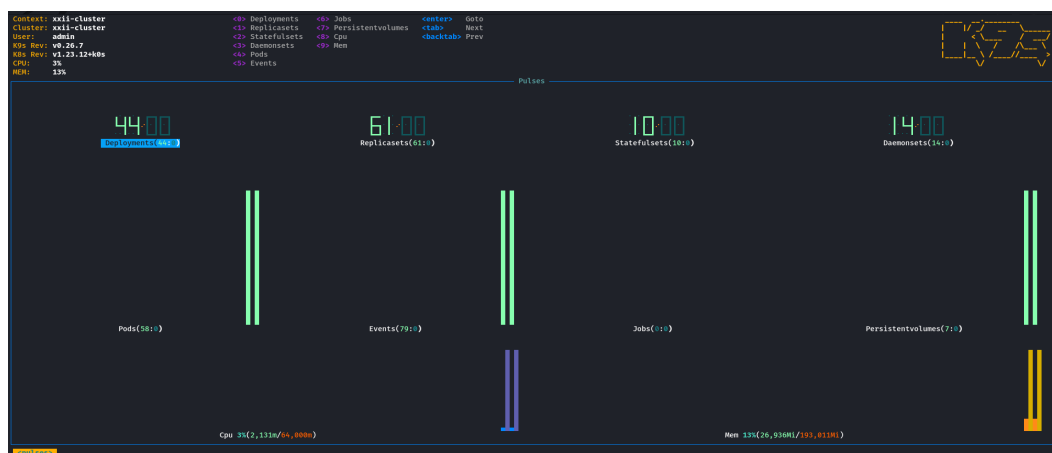 Context: xxii-cluster <0> Deployments <6> Jobs <enter> Goto
Cluster: xxii-cluster <1> Replicasets <7> Persistentvolumes <tab> Next
User: admin <2> Statefulsets <8> Cpu <backtab> Prev
K9s Rev: v0.26.7 <3> Daemonsets <9> Mem
K8s Rev: v1.23.12+k0s <4> Pods
CPU: 3% <5> Events
MEM: 13%
Pulses
44:00 61:00 10:00 14:00
Deployments(44:0) Replicasets(61:0) Statefulsets(10:0) Daemonsets(14:0)
Pods(58:0) Events(79:0) Jobs(0:0) Persistentvolumes(7:0)
Cpu 3%(2,131m/64,000m) Mem 13%(26,936Mi/193,011Mi)
<pulses>